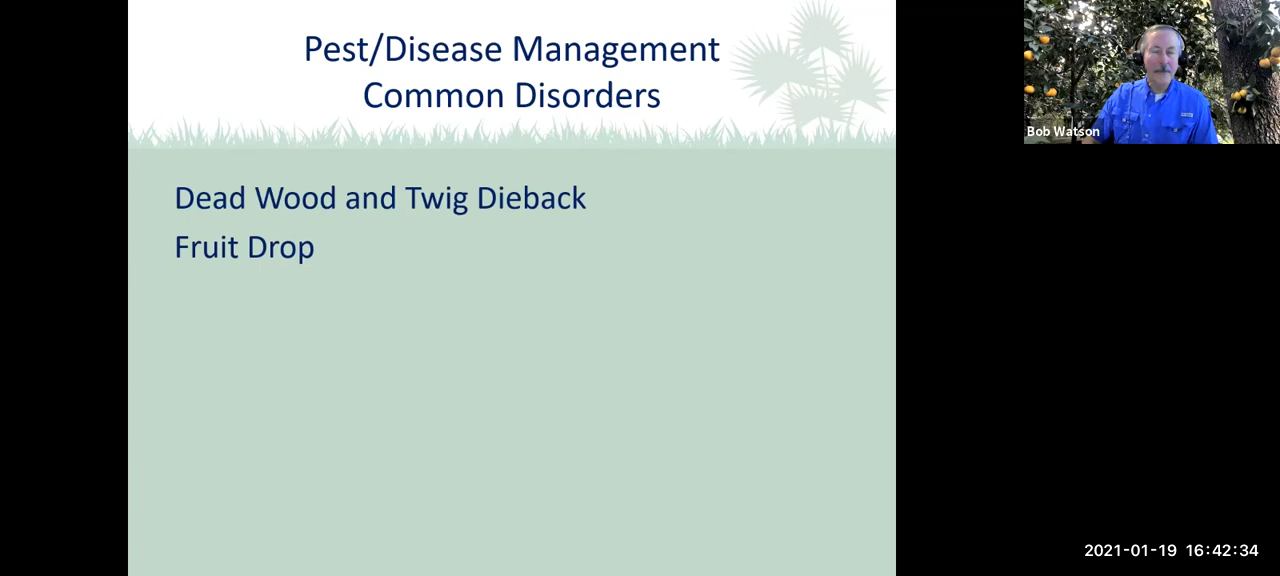 Pest/Disease Management
Common Disorders
Dead Wood and Twig Dieback
Fruit Drop
Bob Watson
2021-01-19 16:42:34